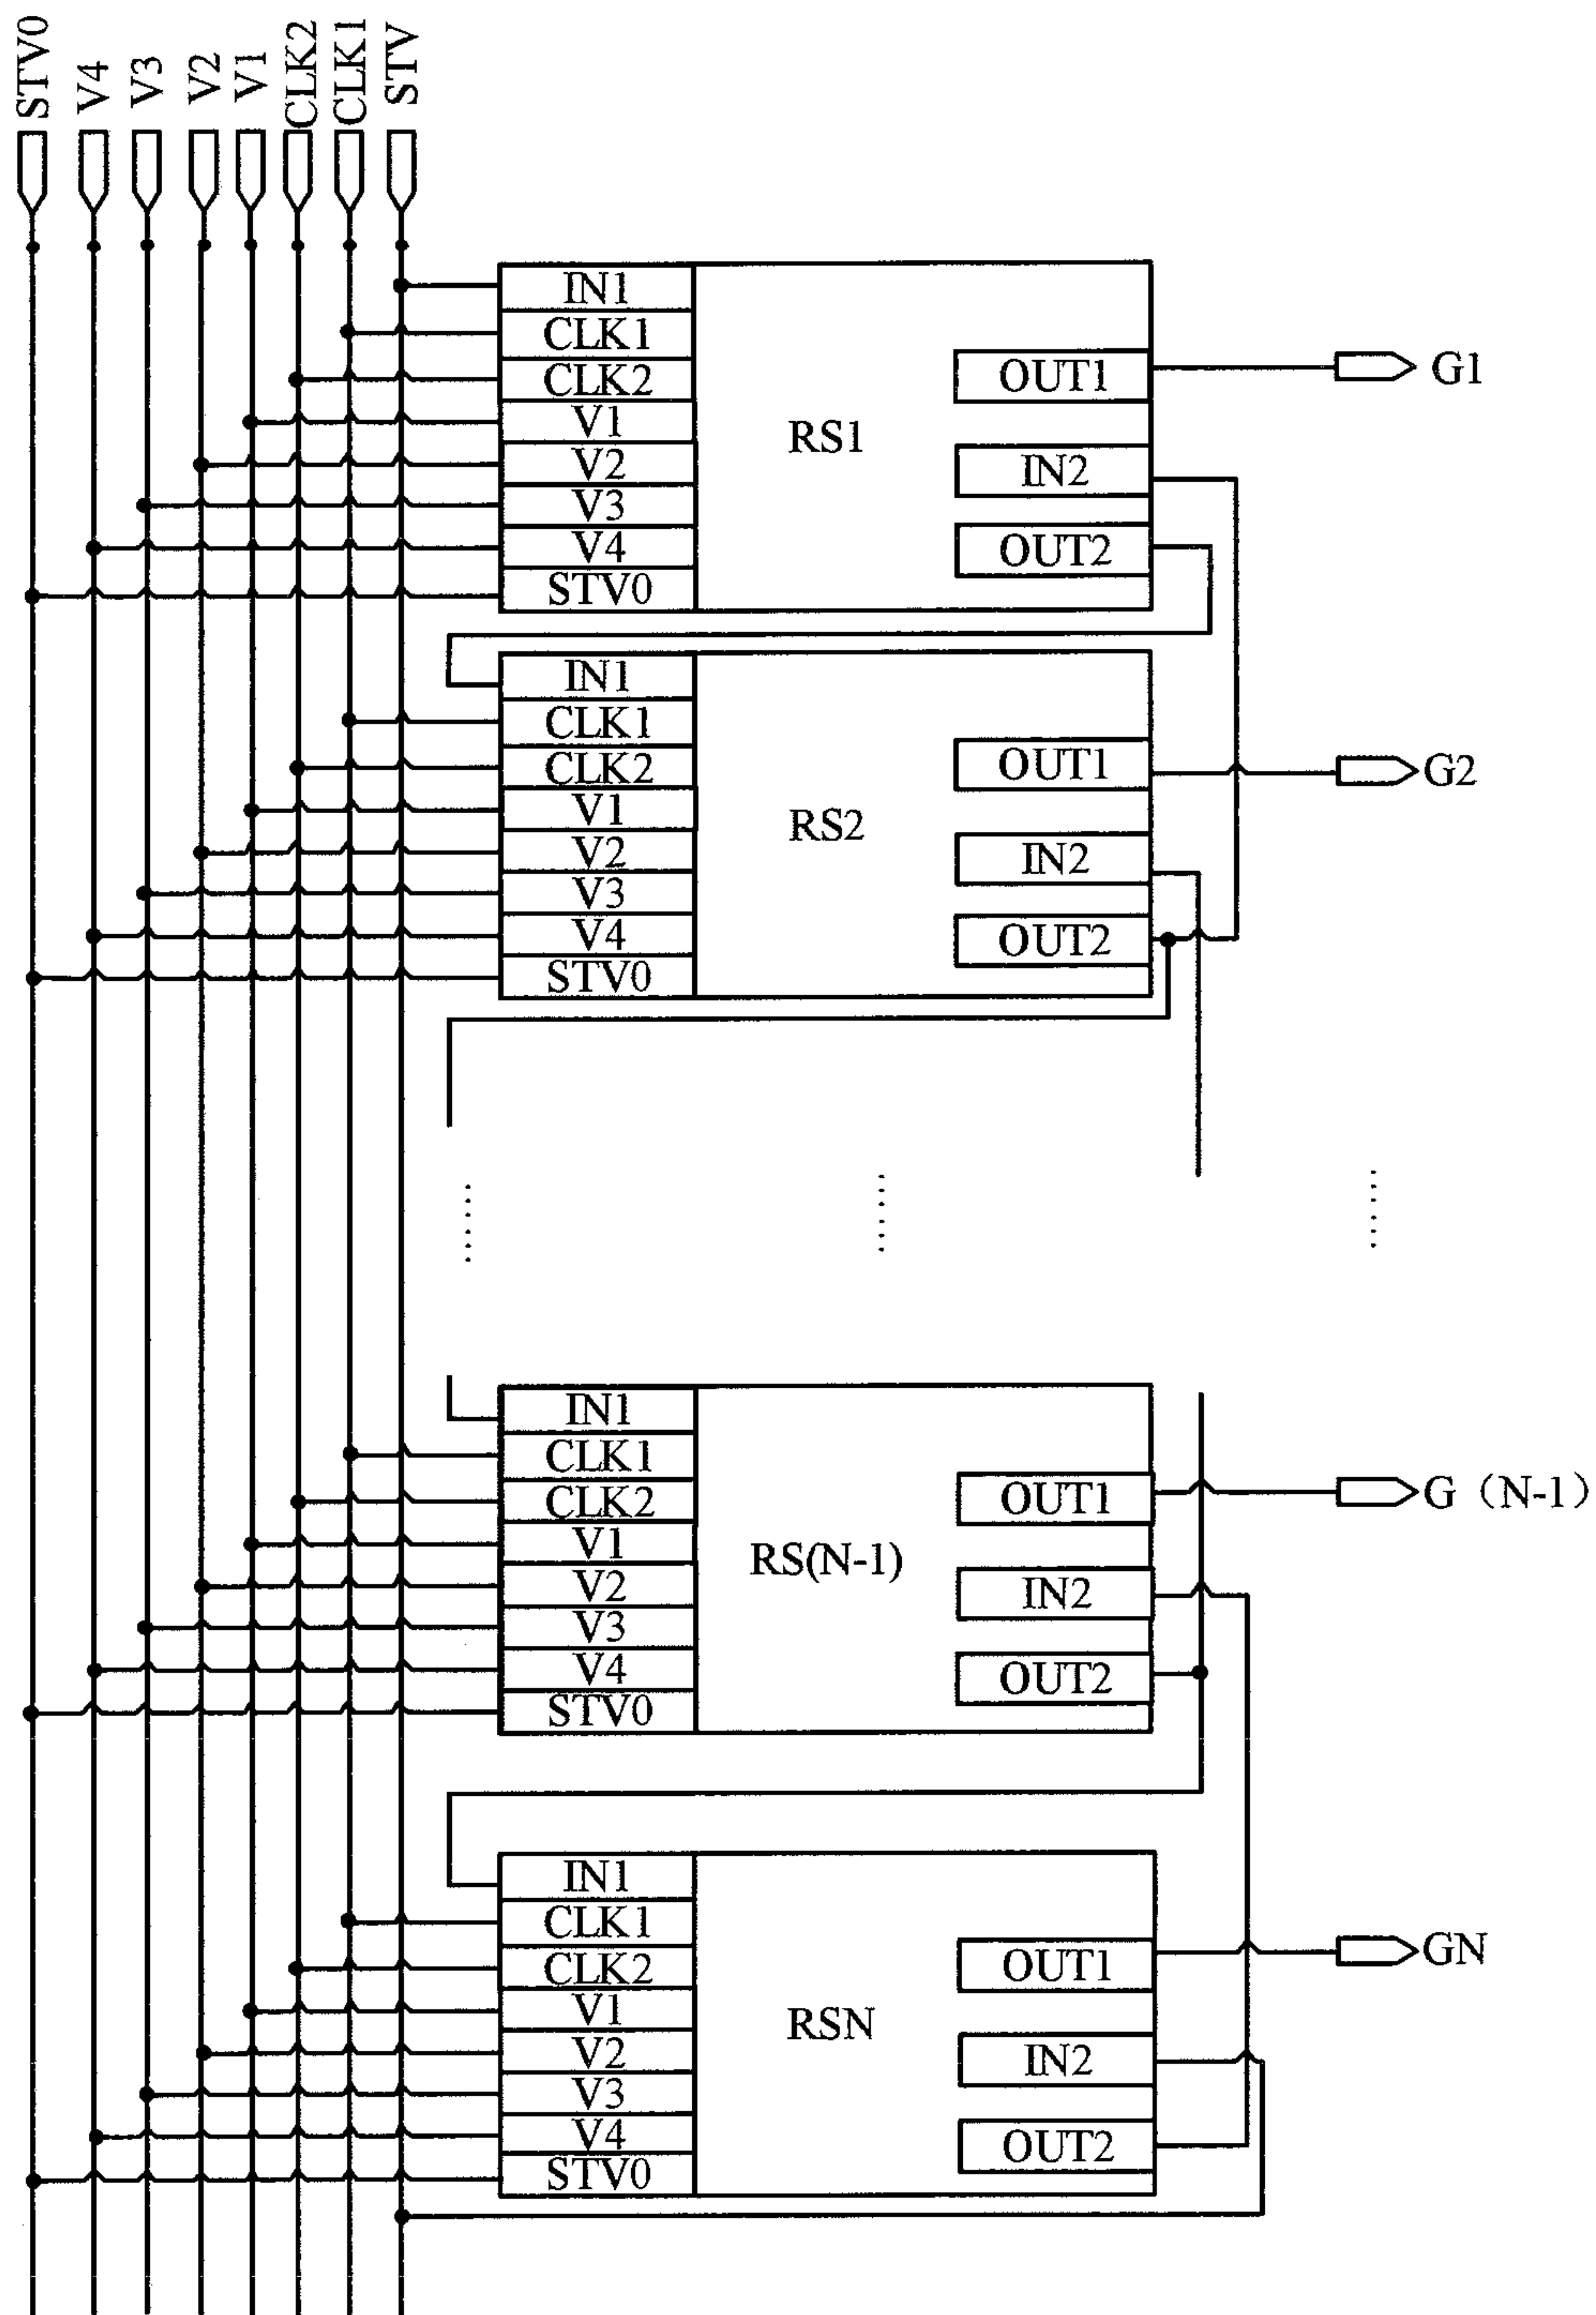 STV0
V4
V3
V2
V1
CLK2
CLK1
STV
IN1
CLK1
CLK2
V1
V2
V3
V4
STV0
RS1
OUT1
IN2
OUT2
G1
IN1
CLK1
CLK2
V1
V2
V3
V4
STV0
RS2
OUT1
IN2
OUT2
G2
IN1
CLK1
CLK2
V1
V2
V3
V4
STV0
RS(N-1)
OUT1
IN2
OUT2
G（N-1）
IN1
CLK1
CLK2
V1
V2
V3
V4
STV0
RSN
OUT1
IN2
OUT2
GN